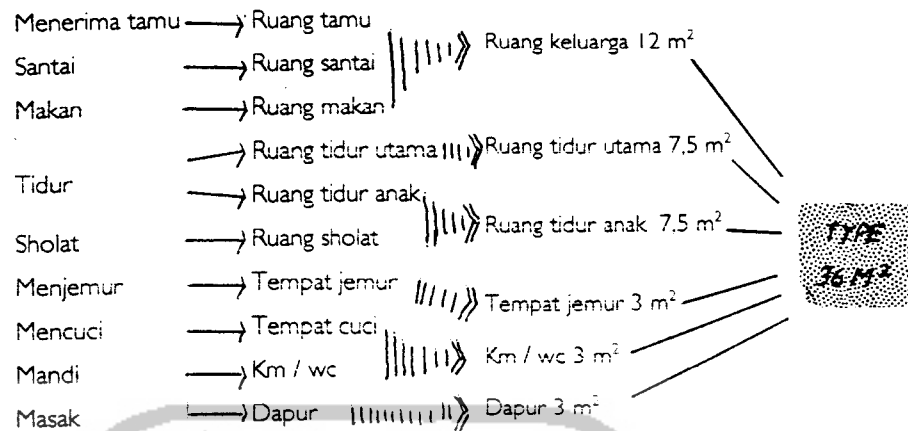 Menerima tamu → Ruang tamu
Santai → Ruang santai
Makan → Ruang makan
Ruang keluarga 12 m²
Tidur → Ruang tidur utama
Ruang tidur utama 7,5 m²
Ruang tidur anak
Sholat → Ruang sholat
Ruang tidur anak 7,5 m²
Menjemur → Tempat jemur
Tempat jemur 3 m²
Mencuci → Tempat cuci
Mandi → Km / wc
Km / wc 3 m²
Masak → Dapur
Dapur 3 m²
TYPE
36 M²